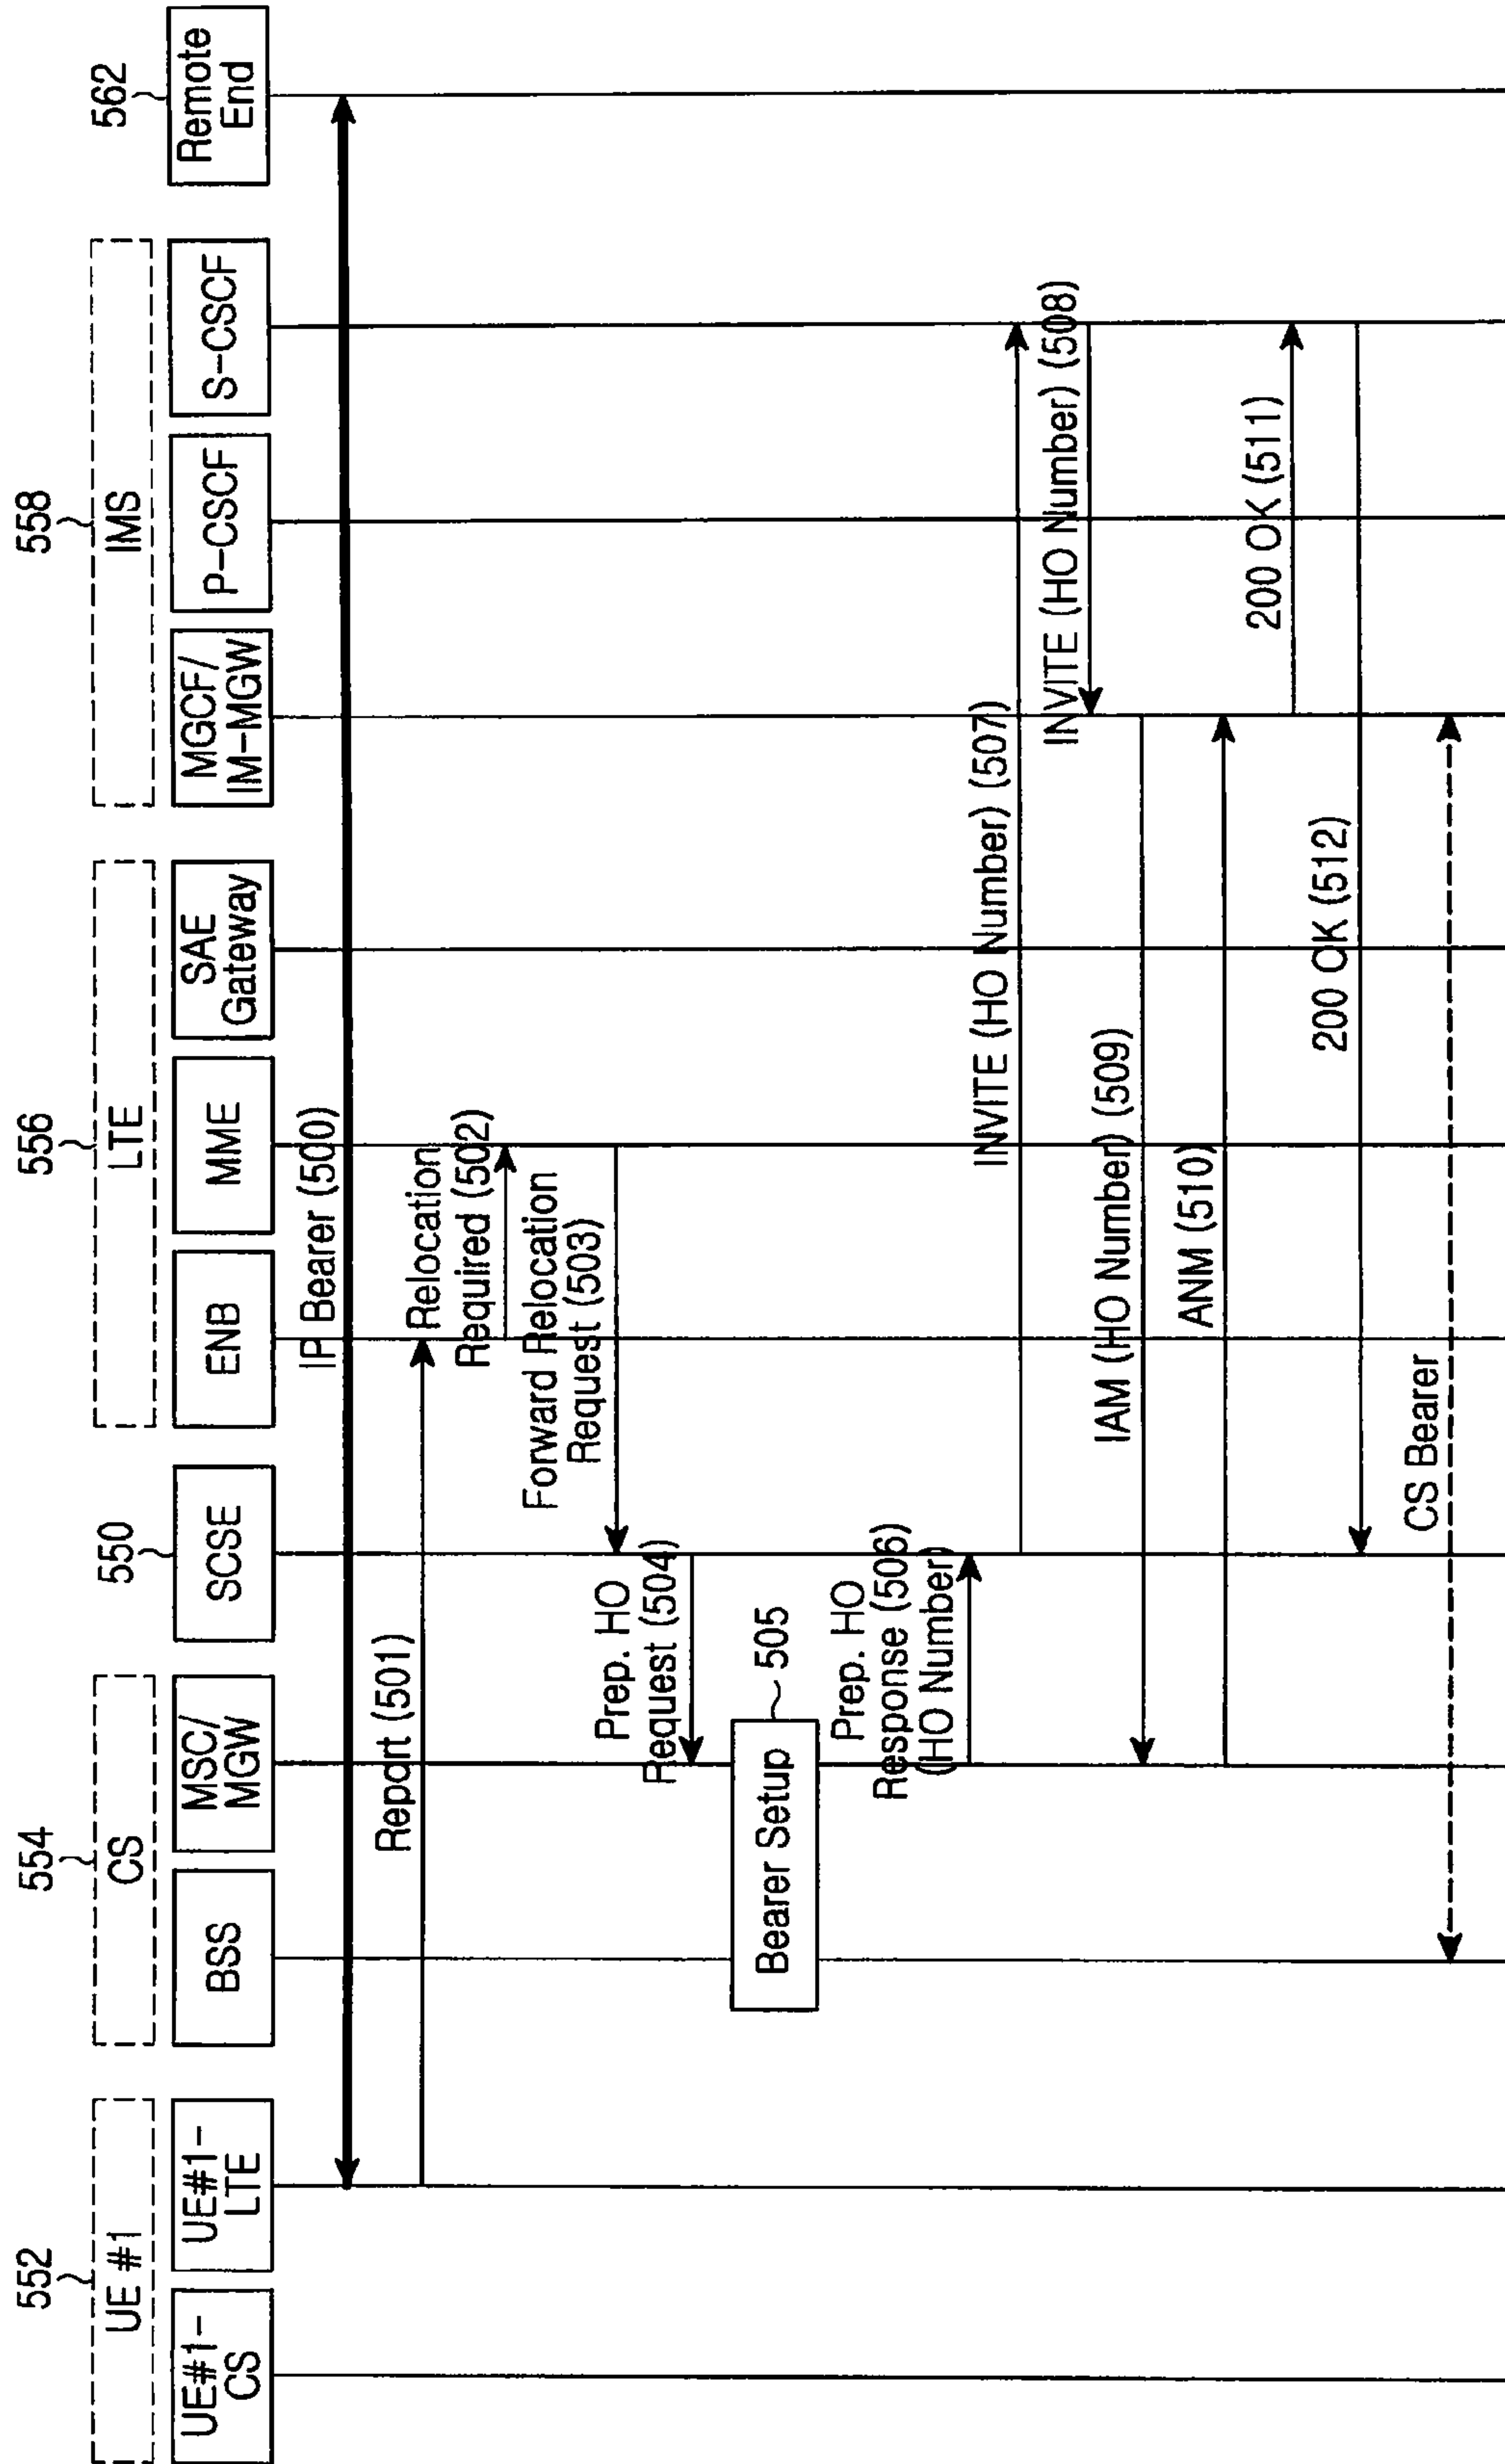 552
554
550
556
558
562
UE #1
CS
LTE
IMS
UE#1-
CS
UE#1-
LTE
BSS
MSC/
MGW
SCSE
ENB
MME
SAE
Gateway
MGCF/
IM-MGW
P-CSCF
S-CSCF
Remote
End
IP Bearer (500)
Report (501)
Relocation
Required (502)
Forward Relocation
Request (503)
Prep. HO
Request (504)
Bearer Setup
505
Prep. HO
Response (506)
(HO Number)
INVITE (HO Number) (507)
INVITE (HO Number) (508)
IAM (HO Number) (509)
ANM (510)
200 OK (511)
200 OK (512)
CS Bearer